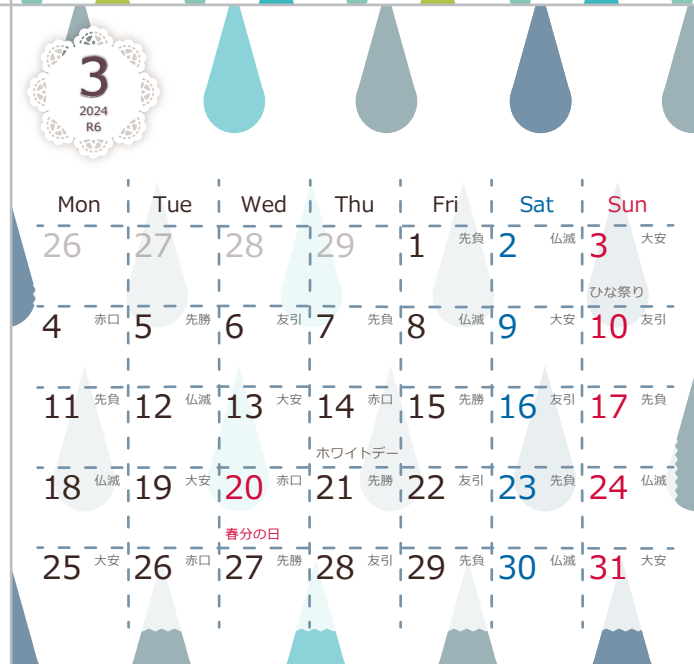 3
2024
R6
Mon Tue Wed Thu Fri Sat Sun
26 27 28 29 1 先負 2 仏滅 3 大安
ひな祭り
4 赤口 5 先勝 6 友引 7 先負 8 仏滅 9 大安 10 友引
11 先負 12 仏滅 13 大安 14 赤口 15 先勝 16 友引 17 先負
ホワイトデー
18 仏滅 19 大安 20 赤口 21 先勝 22 友引 23 先負 24 仏滅
春分の日
25 大安 26 赤口 27 先勝 28 友引 29 先負 30 仏滅 31 大安